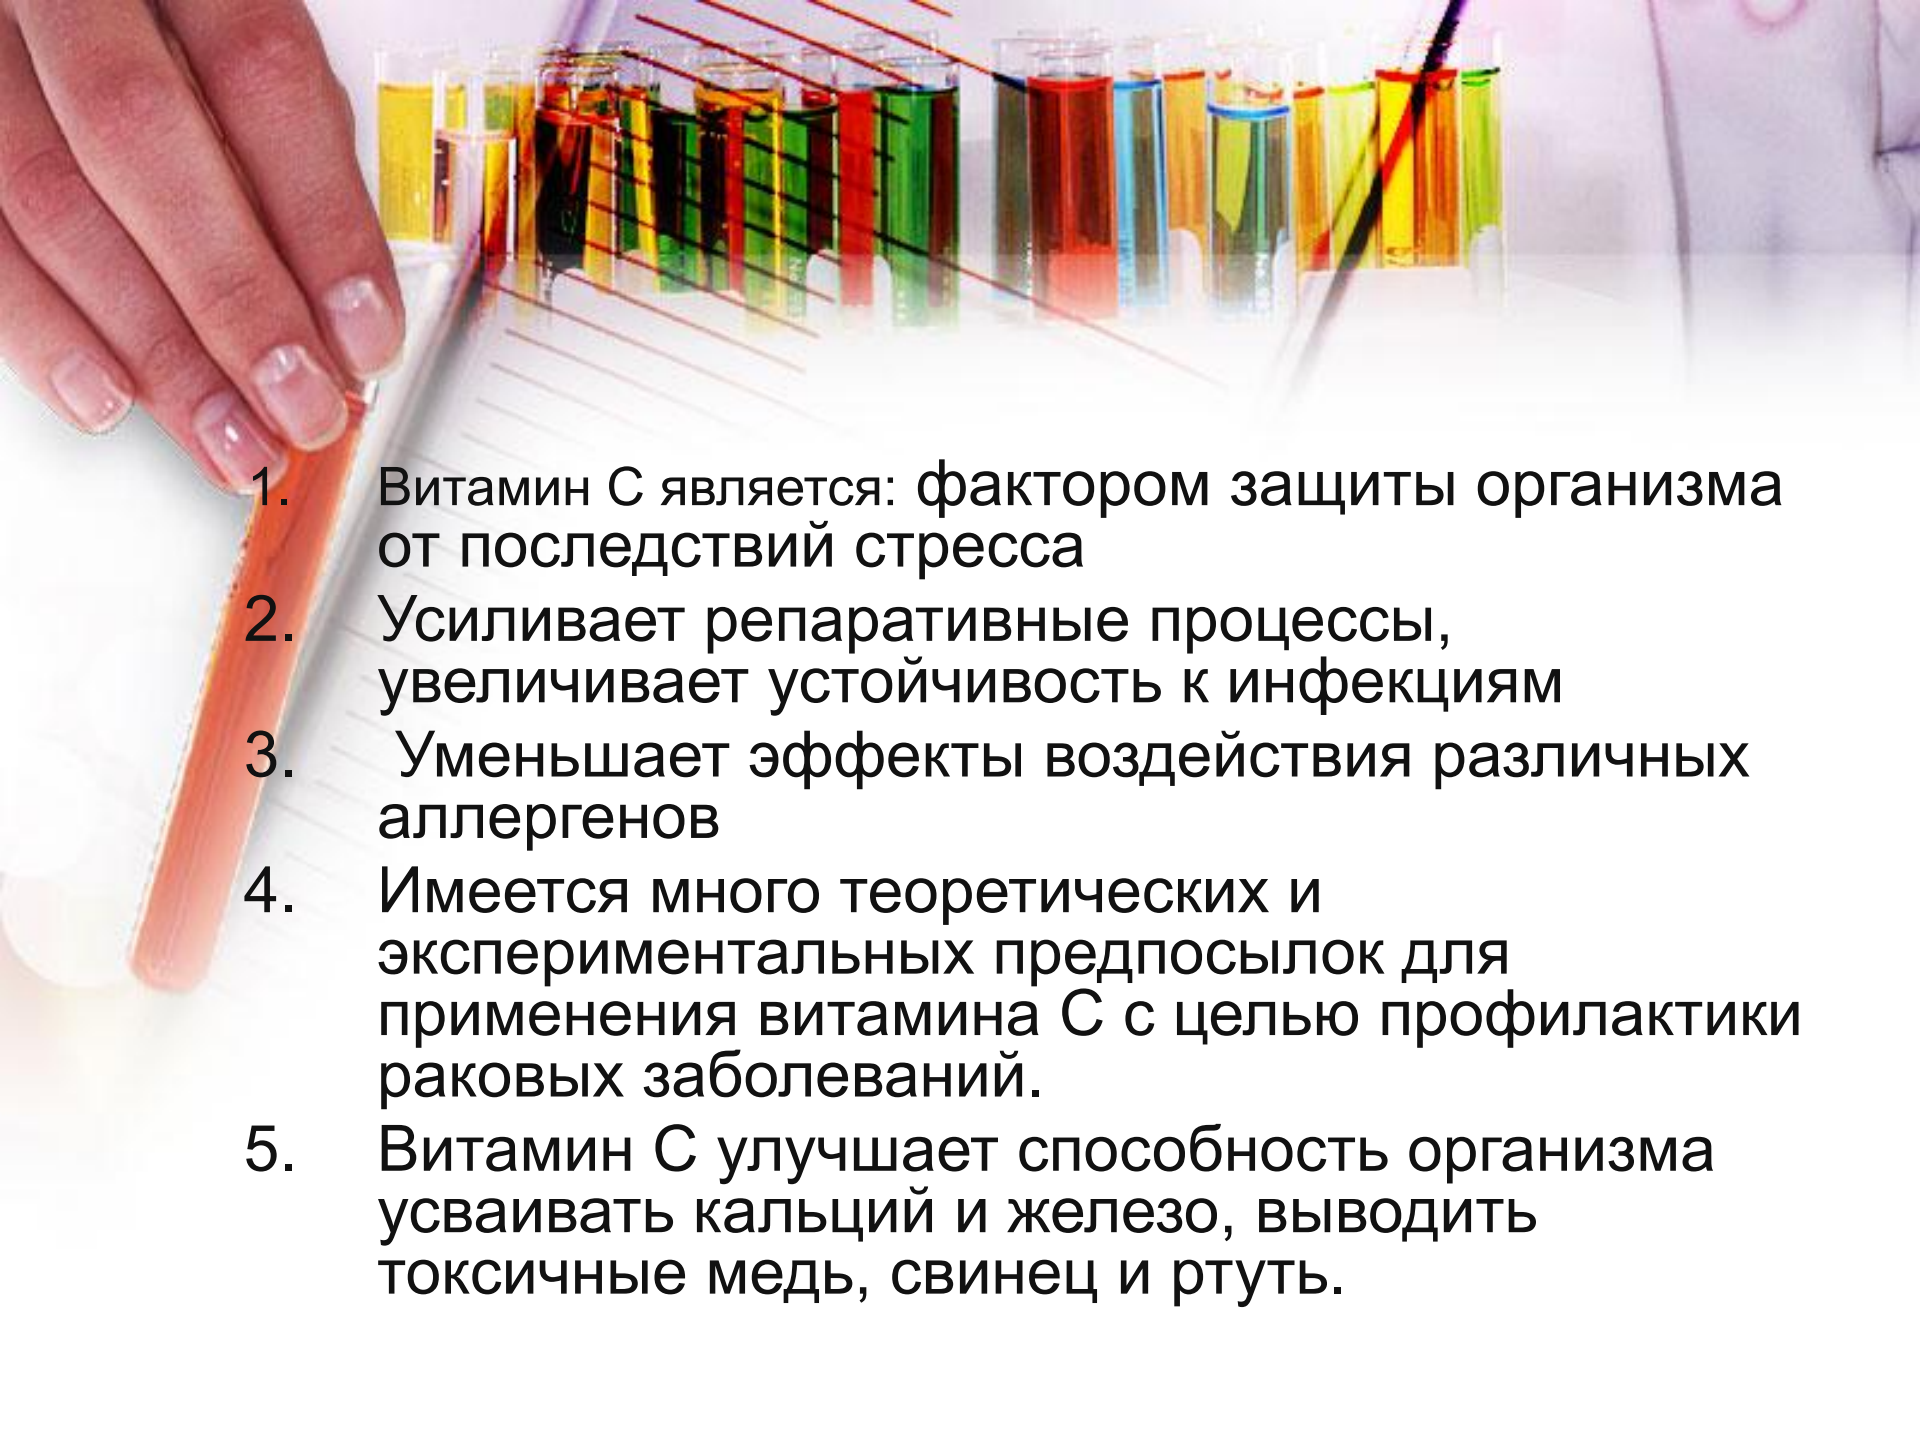 1. Витамин С является: фактором защиты организма
от последствий стресса
2. Усиливает репаративные процессы,
увеличивает устойчивость к инфекциям
3. Уменьшает эффекты воздействия различных
аллергенов
4. Имеется много теоретических и
экспериментальных предпосылок для
применения витамина С с целью профилактики
раковых заболеваний.
5. Витамин С улучшает способность организма
усваивать кальций и железо, выводить
токсичные медь, свинец и ртуть.